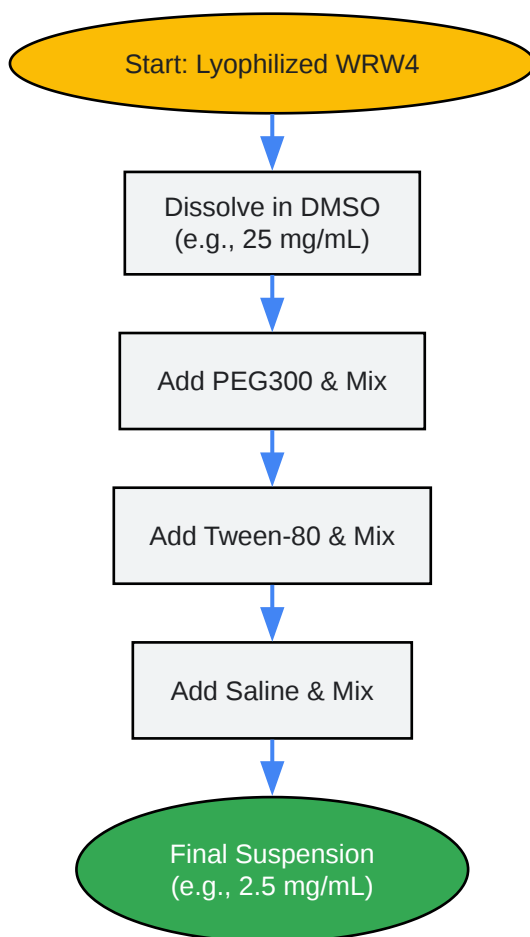 Start: Lyophilized WRW4
Dissolve in DMSO
(e.g., 25 mg/mL)
Add PEG300 & Mix
Add Tween-80 & Mix
Add Saline & Mix
Final Suspension
(e.g., 2.5 mg/mL)